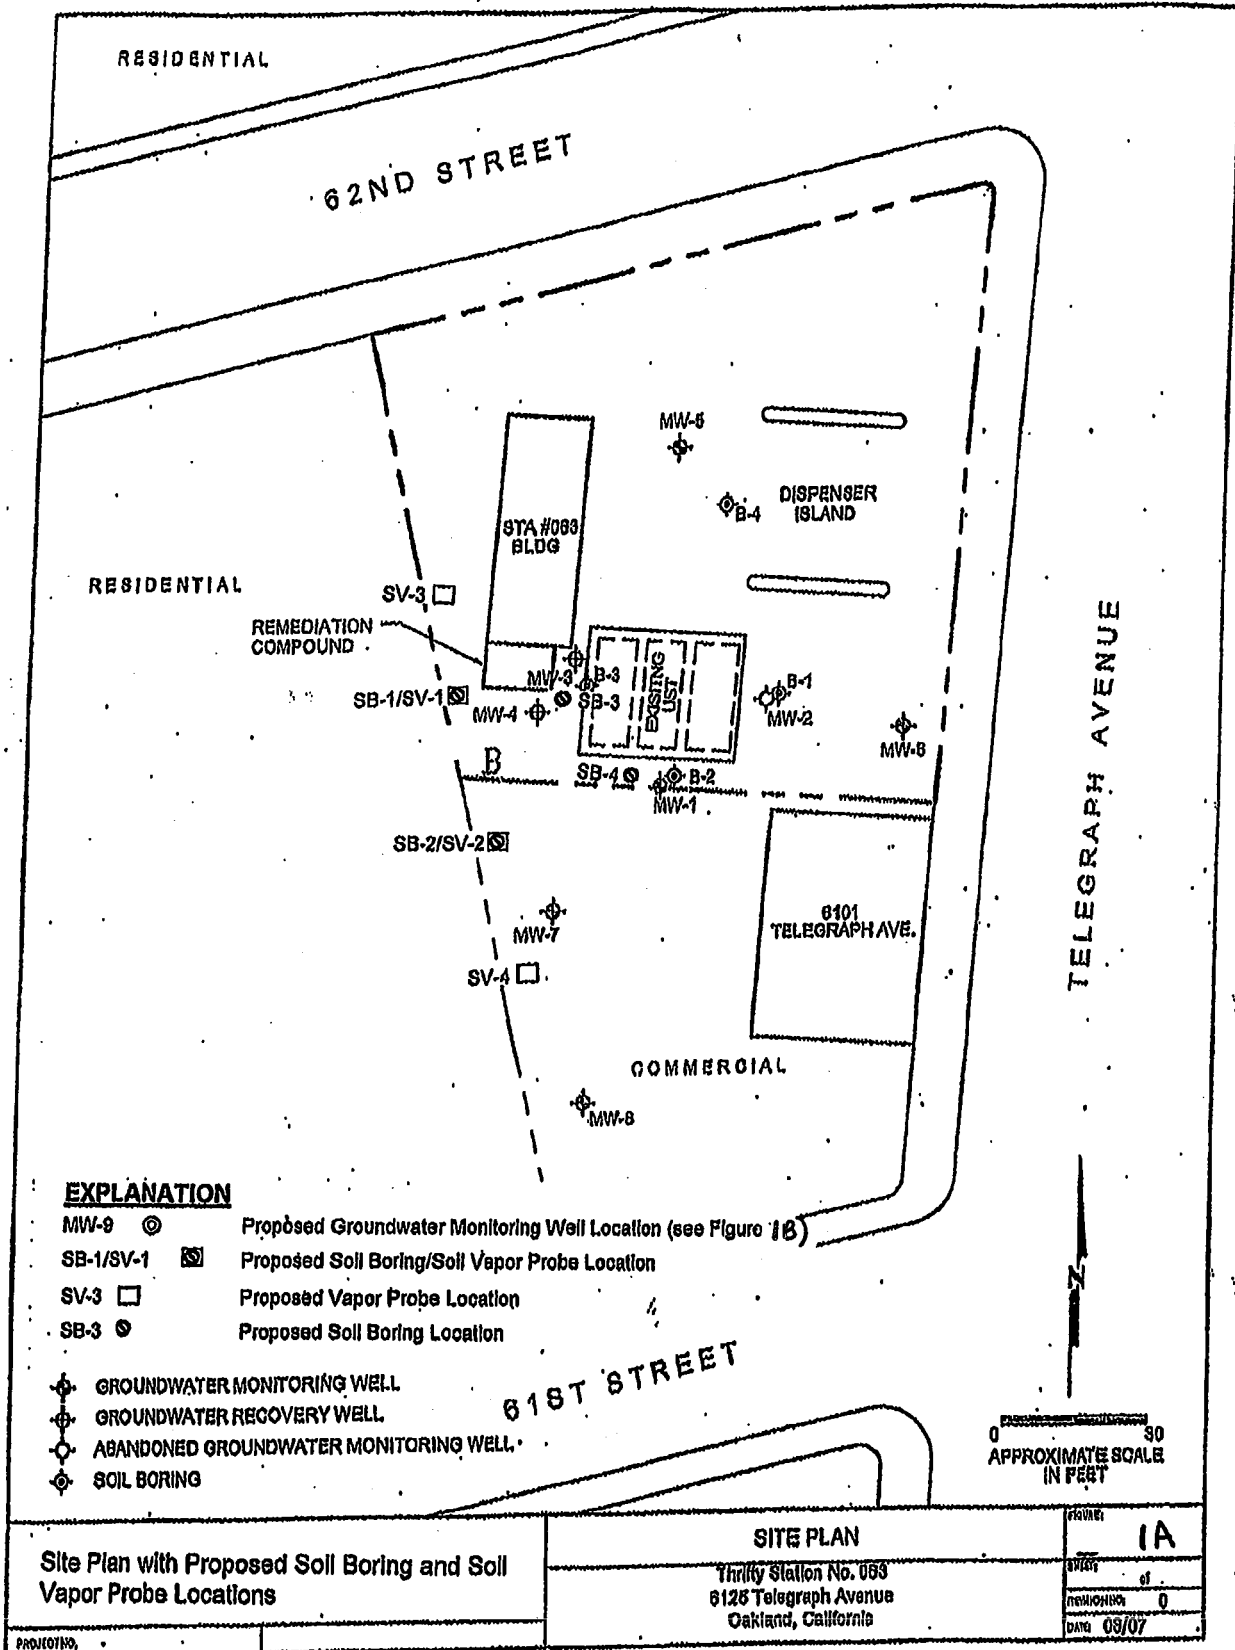 RESIDENTIAL
62ND STREET
MW-5
DISPENSER
ISLAND
B-4
STA #063
BLDG
RESIDENTIAL
SV-3
REMEDIATION
COMPOUND
TELEGRAPH AVENUE
EXISTING
UST
MW-3
B-3
SB-1/SV-1
SB-3
B-1
MW-4
MW-2
MW-6
B
SB-4
B-2
MW-1
SB-2/SV-2
6101
TELEGRAPH AVE.
MW-7
SV-4
COMMERCIAL
MW-8
EXPLANATION
MW-9 Proposed Groundwater Monitoring Well Location (see Figure 1B)
SB-1/SV-1 Proposed Soil Boring/Soil Vapor Probe Location
SV-3 Proposed Vapor Probe Location
SB-3 Proposed Soil Boring Location
GROUNDWATER MONITORING WELL
GROUNDWATER RECOVERY WELL
ABANDONED GROUNDWATER MONITORING WELL
SOIL BORING
61ST STREET
N
0 30
APPROXIMATE SCALE
IN FEET
Site Plan with Proposed Soil Boring and Soil
Vapor Probe Locations
SITE PLAN
Thrifty Station No. 063
6125 Telegraph Avenue
Oakland, California
FIGURE:
1A
of
REVISION NO: 0
DATE: 08/07
PROJECT NO.